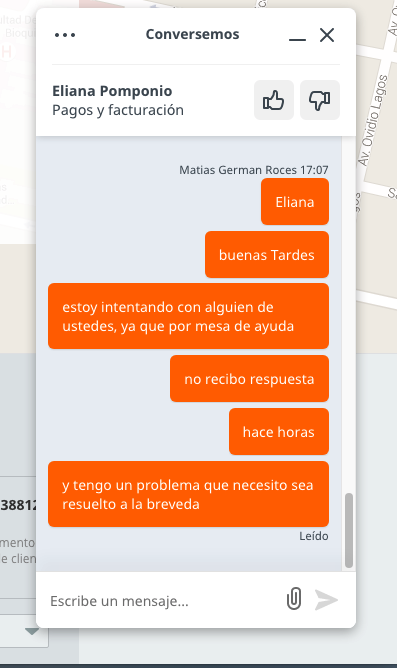 Conversemos
Eliana Pomponio
Pagos y facturación
Matias German Roces 17:07
Eliana
buenas Tardes
estoy intentando con alguien de
ustedes, ya que por mesa de ayuda
no recibo respuesta
hace horas
y tengo un problema que necesito sea
resuelto a la breveda
Leído
Escribe un mensaje...
Av. Ovidio Lagos
38812
mento
e clien